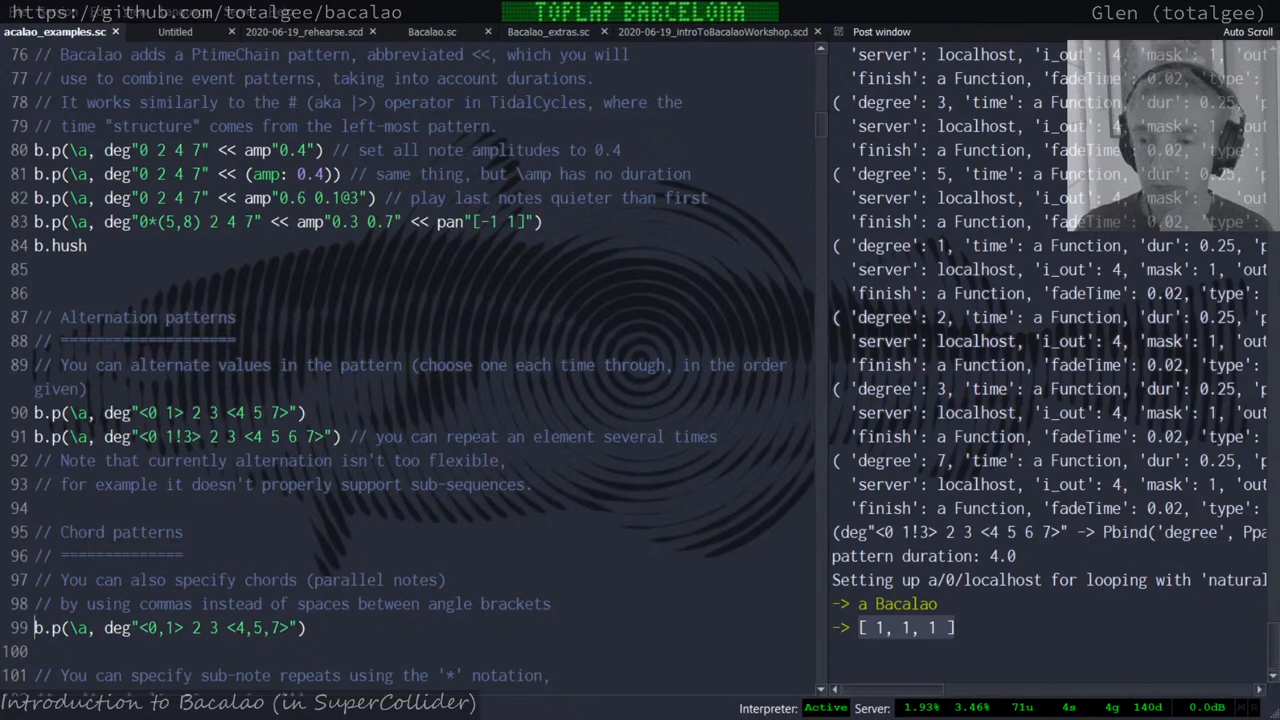 https://github.com/totalgee/bacalao
TOPLAP BARCELONA
Glen (totalgee)
acalao_examples.sc
Untitled
2020-06-19_rehearse.scd
Bacalao.sc
Bacalao_extras.sc
2020-06-19_introToBacalaoWorkshop.scd
76 // Bacalao adds a PtimeChain pattern, abbreviated <<, which you will
77 // use to combine event patterns, taking into account durations.
78 // It works similarly to the # (aka |>) operator in TidalCycles, where the
79 // time "structure" comes from the left-most pattern.
80 b.p(\a, deg"0 2 4 7" << amp"0.4") // set all note amplitudes to 0.4
81 b.p(\a, deg"0 2 4 7" << (amp: 0.4)) // same thing, but \amp has no duration
82 b.p(\a, deg"0 2 4 7" << amp"0.6 0.1@3") // play last notes quieter than first
83 b.p(\a, deg"0*(5,8) 2 4 7" << amp"0.3 0.7" << pan"[-1 1]")
84 b.hush
85
86
87 // Alternation patterns
88 // ====================
89 // You can alternate values in the pattern (choose one each time through, in the order
given)
90 b.p(\a, deg"<0 1> 2 3 <4 5 7>")
91 b.p(\a, deg"<0 1!3> 2 3 <4 5 6 7>") // you can repeat an element several times
92 // Note that currently alternation isn't too flexible,
93 // for example it doesn't properly support sub-sequences.
94
95 // Chord patterns
96 // ==============
97 // You can also specify chords (parallel notes)
98 // by using commas instead of spaces between angle brackets
99 b.p(\a, deg"<0,1> 2 3 <4,5,7>")
100
101 // You can specify sub-note repeats using the '*' notation,
Post window
Auto Scroll
'server': localhost, 'i_out': 4, 'mask': 1, 'out
'finish': a Function, 'fadeTime': 0.02, 'type':
( 'degree': 3, 'time': a Function, 'dur': 0.25, 'p
'server': localhost, 'i_out': 4, 'mask': 1
'finish': a Function, 'fadeTime': 0.02,
( 'degree': 5, 'time': a Function, 'dur':
'server': localhost, 'i_out': 4, 'mask':
'finish': a Function, 'fadeTime': 0.02,
( 'degree': 1, 'time': a Function, 'dur': 0.25, 'p
'server': localhost, 'i_out': 4, 'mask': 1, 'out
'finish': a Function, 'fadeTime': 0.02, 'type':
( 'degree': 2, 'time': a Function, 'dur': 0.25, 'p
'server': localhost, 'i_out': 4, 'mask': 1, 'out
'finish': a Function, 'fadeTime': 0.02, 'type':
( 'degree': 3, 'time': a Function, 'dur': 0.25, 'p
'server': localhost, 'i_out': 4, 'mask': 1, 'out
'finish': a Function, 'fadeTime': 0.02, 'type':
( 'degree': 7, 'time': a Function, 'dur': 0.25, 'p
'server': localhost, 'i_out': 4, 'mask': 1, 'out
'finish': a Function, 'fadeTime': 0.02, 'type':
(deg"<0 1!3> 2 3 <4 5 6 7>" -> Pbind('degree', Ppa
pattern duration: 4.0
Setting up a/0/localhost for looping with 'natural
-> a Bacalao
-> [ 1, 1, 1 ]
Introduction to Bacalao (in SuperCollider)
Interpreter: Active Server: 1.93% 3.46% 71u 4s 4g 140d 0.0dB M R